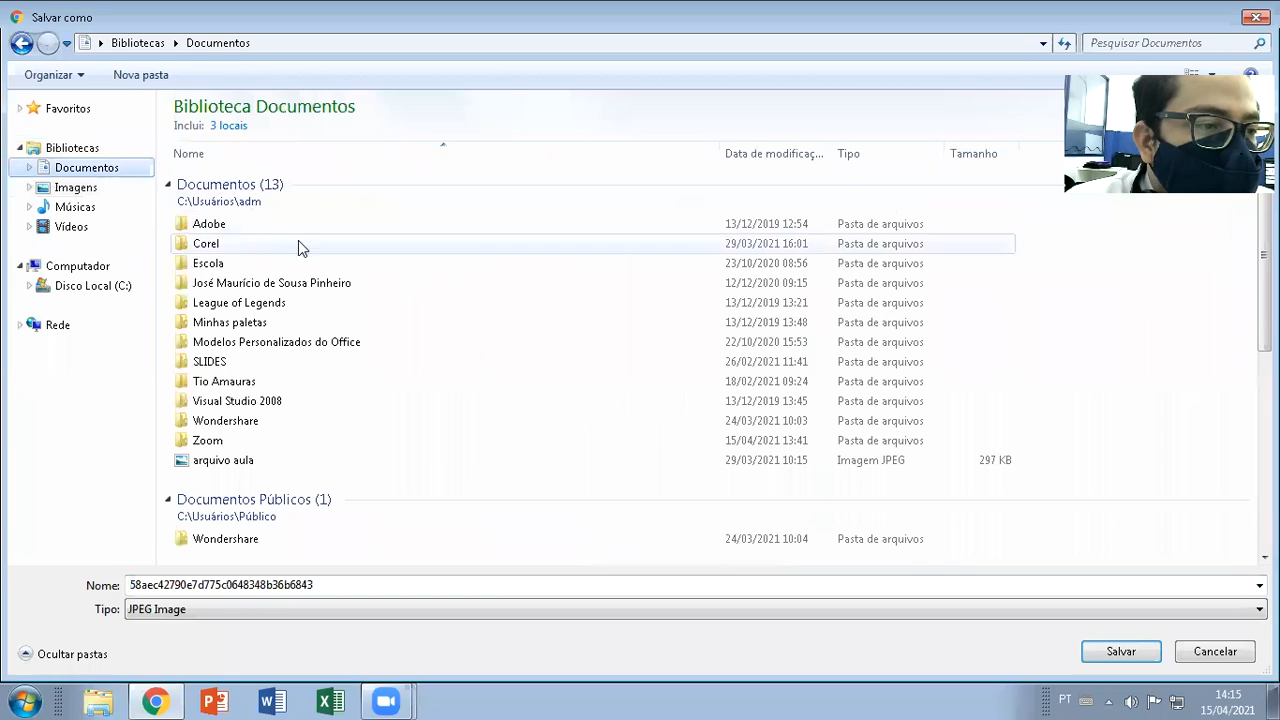 Salvar como
Bibliotecas Documentos Pesquisar Documentos
Organizar Nova pasta
Favoritos
Bibliotecas
Documentos
Imagens
Músicas
Vídeos
Computador
Disco Local (C:)
Rede
Biblioteca Documentos
Inclui: 3 locais
Nome Data de modificaç... Tipo Tamanho
Documentos (13)
C:\Usuários\adm
Adobe 13/12/2019 12:54 Pasta de arquivos
Corel 29/03/2021 16:01 Pasta de arquivos
Escola 23/10/2020 08:56 Pasta de arquivos
José Maurício de Sousa Pinheiro 12/12/2020 09:15 Pasta de arquivos
League of Legends 13/12/2019 13:21 Pasta de arquivos
Minhas paletas 13/12/2019 13:48 Pasta de arquivos
Modelos Personalizados do Office 22/10/2020 15:53 Pasta de arquivos
SLIDES 26/02/2021 11:41 Pasta de arquivos
Tio Amauras 18/02/2021 09:24 Pasta de arquivos
Visual Studio 2008 13/12/2019 13:45 Pasta de arquivos
Wondershare 24/03/2021 10:03 Pasta de arquivos
Zoom 15/04/2021 13:41 Pasta de arquivos
arquivo aula 29/03/2021 10:15 Imagem JPEG 297 KB
Documentos Públicos (1)
C:\Usuários\Público
Wondershare 24/03/2021 10:04 Pasta de arquivos
Nome: 58aec42790e7d775c0648348b36b6843
Tipo: JPEG Image
Ocultar pastas Salvar Cancelar
PT 14:15
15/04/2021